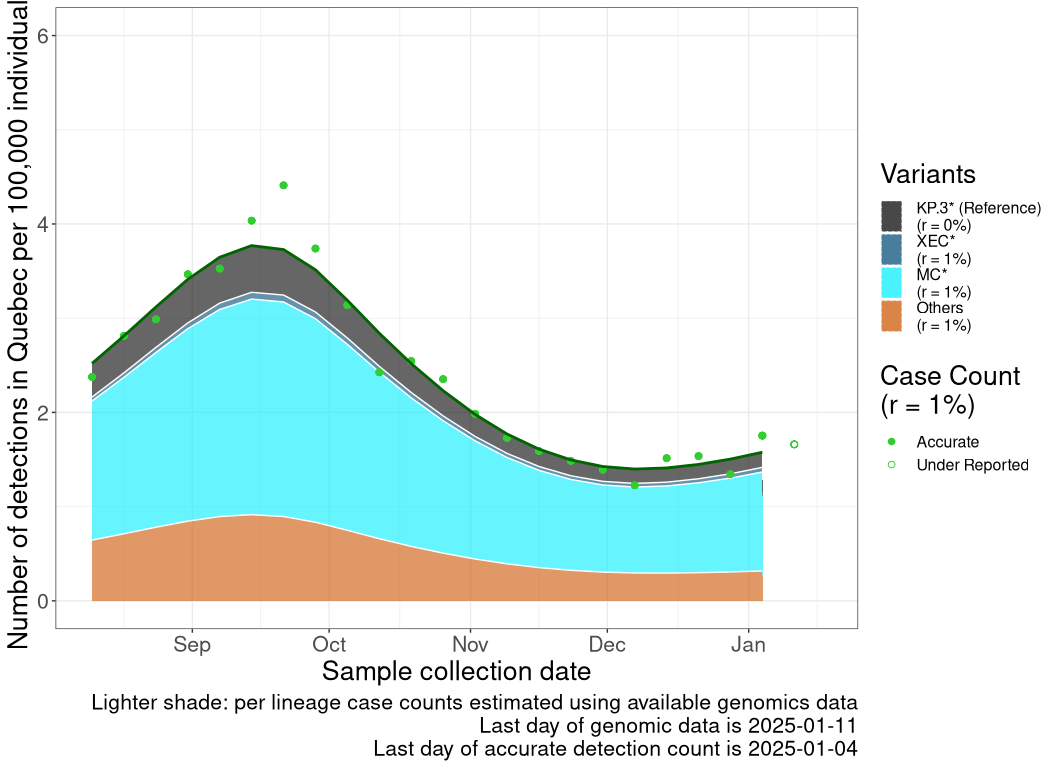 Number of detections in Quebec per 100,000 individual
6
4
2
0
Sep Oct Nov Dec Jan
Sample collection date
Lighter shade: per lineage case counts estimated using available genomics data
Last day of genomic data is 2025-01-11
Last day of accurate detection count is 2025-01-04
Variants
KP.3* (Reference)
(r = 0%)
XEC*
(r = 1%)
MC*
(r = 1%)
Others
(r = 1%)
Case Count
(r = 1%)
Accurate
Under Reported